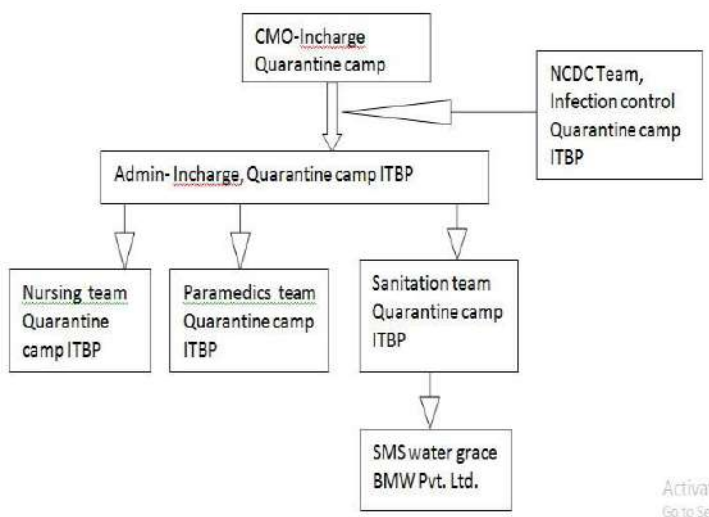 CMO-Incharge
Quarantine camp
NCDC Team,
Infection control
Quarantine camp
ITBP
Admin- Incharge, Quarantine camp ITBP
Nursing team
Quarantine
camp ITBP
Paramedics team
Quarantine camp
ITBP
Sanitation team
Quarantine camp
ITBP
SMS water grace
BMW Pvt. Ltd.
Activa
Go to Se